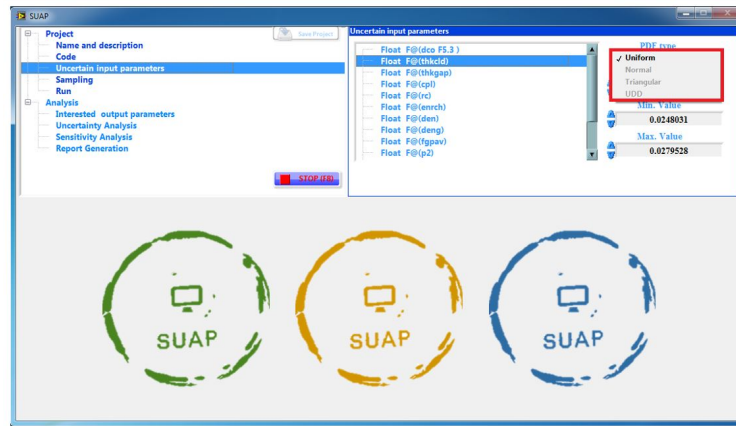 SUAP
Project
Save Project
Name and description
Code
Uncertain input parameters
Sampling
Run
Analysis
Interested output parameters
Uncertainty Analysis
Sensitivity Analysis
Report Generation
STOP (F8)
Uncertain input parameters
Float F@(dco F5.3 )
Float F@(thkcld)
Float F@(thkgap)
Float F@(cpl)
Float F@(rc)
Float F@(enrch)
Float F@(den)
Float F@(deng)
Float F@(fgpav)
Float F@(p2)
PDF type
✓ Uniform
Normal
Triangular
UDD
Min. Value
0.0248031
Max. Value
0.0279528
SUAP
SUAP
SUAP